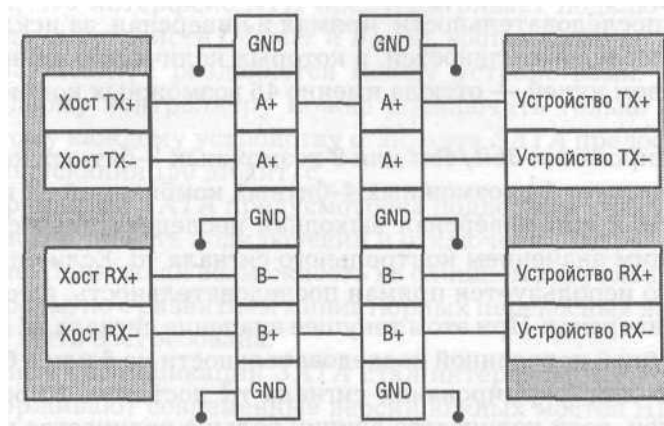 GND
GND
Хост TX+
A+
A+
Устройство TX+
Хост TX–
A+
A+
Устройство TX–
GND
GND
Хост RX+
B–
B–
Устройство RX+
Хост RX–
B+
B+
Устройство RX–
GND
GND